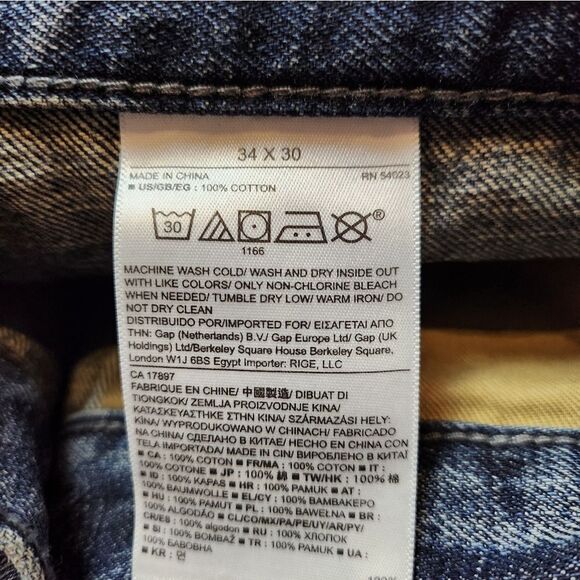 34 X 30
MADE IN CHINA RN 54023
■ US/GB/EG : 100% COTTON
30 ®
1166
MACHINE WASH COLD/ WASH AND DRY INSIDE OUT
WITH LIKE COLORS/ ONLY NON-CHLORINE BLEACH
WHEN NEEDED/ TUMBLE DRY LOW/ WARM IRON/ DO
NOT DRY CLEAN
DISTRIBUIDO POR/IMPORTED FOR/ ΕΙΣΑΓΕΤΑΙ ΑΠΟ
ΤΗΝ: Gap (Netherlands) B.V./ Gap Europe Ltd/ Gap (UK
Holdings) Ltd/Berkeley Square House Berkeley Square,
London W1J 6BS Egypt Importer: RIGE, LLC
CA 17897
FABRIQUE EN CHINE/ 中國製造/ DIBUAT DI
TIONGKOK/ ZEMLJA PROIZVODNJE KINA/
ΚΑΤΑΣΚΕΥΑΣΤΗΚΕ ΣΤΗΝ ΚΙΝΑ/ SZÁRMAZÁSI HELY:
KÍNA/ WYPRODUKOWANO W CHINACH/ FABRICADO
NA CHINA/ СДЕЛАНО В КИТАЕ/ HECHO EN CHINA CON
TELA IMPORTADA/ MADE IN CIN/ ВИРОБЛЕНО В КИТАЇ
■ CA : 100% COTON ■ FR/MA : 100% COTON ■ IT :
100% COTONE ■ JP : 100% 綿 ■ TW/HK : 100% 棉
■ ID : 100% KAPAS ■ HR : 100% PAMUK ■ AT :
100% BAUMWOLLE ■ EL/CY : 100% ΒΑΜΒΑΚΕΡΟ
■ HU : 100% PAMUT ■ PL : 100% BAWEŁNA ■ BR :
100% ALGODÃO ■ CL/CO/MX/PA/PE/UY/AR/PY/
CR/ES : 100% algodon ■ RU :
■ SI : 100% BOMBAŽ ■ TR : 100% PAMUK ■ UA :
100% БАВОВНА
■ KR : 면
100%